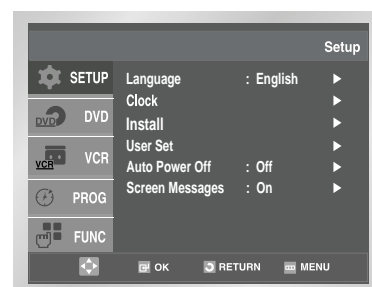 Setup
SETUP
DVD DVD
VCR VCR
PROG
FUNC
Language : English ▶
Clock ▶
Install ▶
User Set ▶
Auto Power Off : Off ▶
Screen Messages : On ▶
OK RETURN MENU